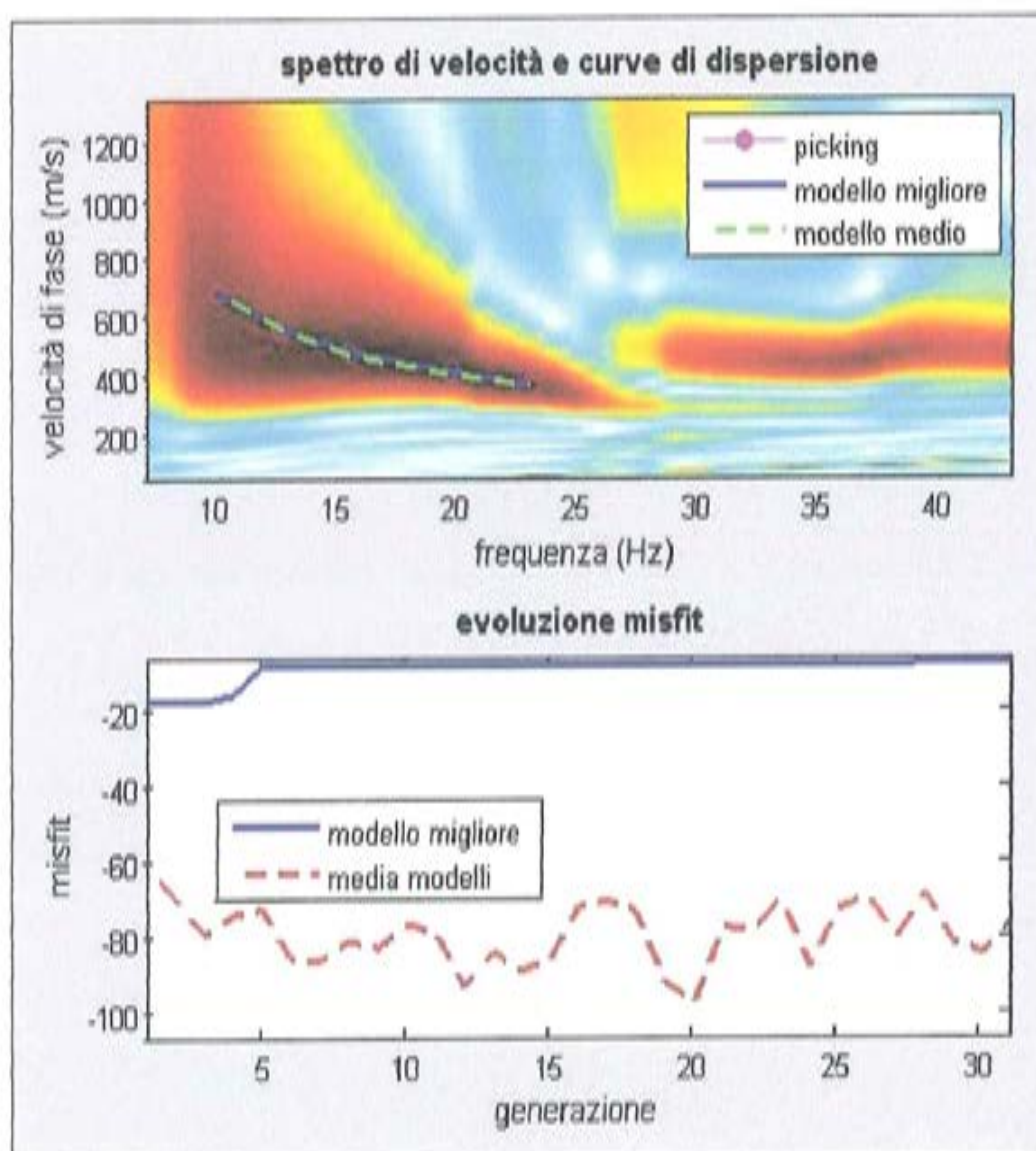 spettro di velocità e curve di dispersione
velocità di fase (m/s)
1200
1000
800
600
400
200
picking
modello migliore
modello medio
10 15 20 25 30 35 40
frequenza (Hz)
evoluzione misfit
misfit
-20
-40
-60
-80
-100
modello migliore
media modelli
5 10 15 20 25 30
generazione